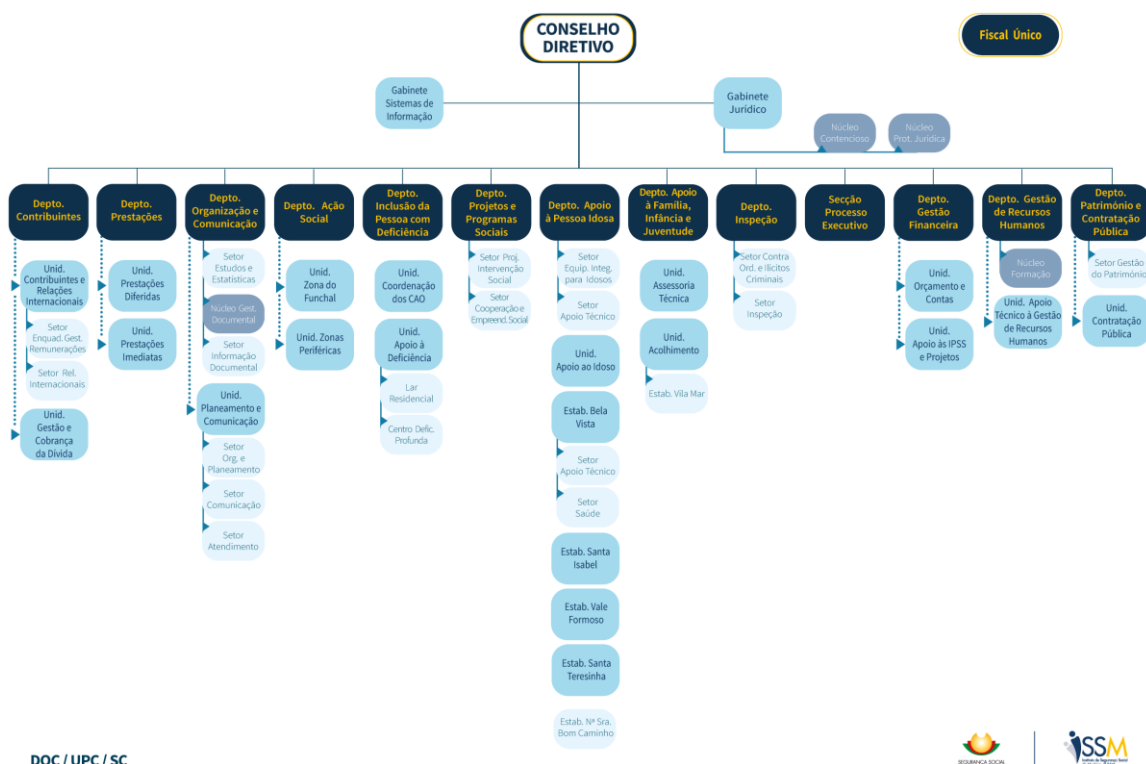 CONSELHO
DIRETIVO
Fiscal Único
Gabinete
Sistemas de
Informação
Gabinete
Jurídico
Núcleo
Contencioso
Núcleo
Prot. Juridica
Depto.
Contribuintes
Depto.
Prestações
Depto.
Organização e
Comunicação
Depto. Ação
Social
Depto.
Inclusão da
Pessoa com
Deficiência
Depto.
Projetos e
Programas
Sociais
Depto. Apoio
à Pessoa Idosa
Depto. Apoio
à Família,
Infância e
Juventude
Depto.
Inspeção
Secção
Processo
Executivo
Depto.
Gestão
Financeira
Depto.
Gestão
de Recursos
Humanos
Depto.
Património e
Contratação
Pública
Unid.
Contribuintes e
Relações
Internacionais
Setor
Enquad. Gest.
Remunerações
Setor Rel.
Internacionais
Unid.
Gestão e
Cobrança
da Dívida
Unid.
Prestações
Diferidas
Unid.
Prestações
Imediatas
Setor
Estudos e
Estatísticas
Núcleo Gest.
Documental
Setor
Informação
Documental
Unid.
Planeamento e
Comunicação
Setor
Org. e
Planeamento
Setor
Comunicação
Setor
Atendimento
Unid.
Zona do
Funchal
Unid. Zonas
Periféricas
Unid.
Coordenação
dos CAO
Unid.
Apoio à
Deficiência
Lar
Residencial
Centro Defic.
Profunda
Setor Proj.
Intervenção
Social
Setor
Cooperação e
Empreend. Social
Setor
Equip. Integ.
para Idosos
Setor
Apoio Técnico
Unid.
Apoio ao Idoso
Estab. Bela
Vista
Setor
Apoio Técnico
Setor
Saúde
Estab. Santa
Isabel
Estab. Vale
Formoso
Estab. Santa
Teresinha
Estab. Nª Sra.
Bom Caminho
Unid.
Assessoria
Técnica
Unid.
Acolhimento
Estab. Vila Mar
Setor Contra
Ord. e Ilícitos
Criminais
Setor
Inspeção
Unid.
Orçamento e
Contas
Unid.
Apoio às IPSS
e Projetos
Núcleo
Formação
Unid. Apoio
Técnico à Gestão
de Recursos
Humanos
Setor Gestão
do Património
Unid.
Contratação
Pública
DOC / UPC / SC
SEGURANÇA SOCIAL
ISSM